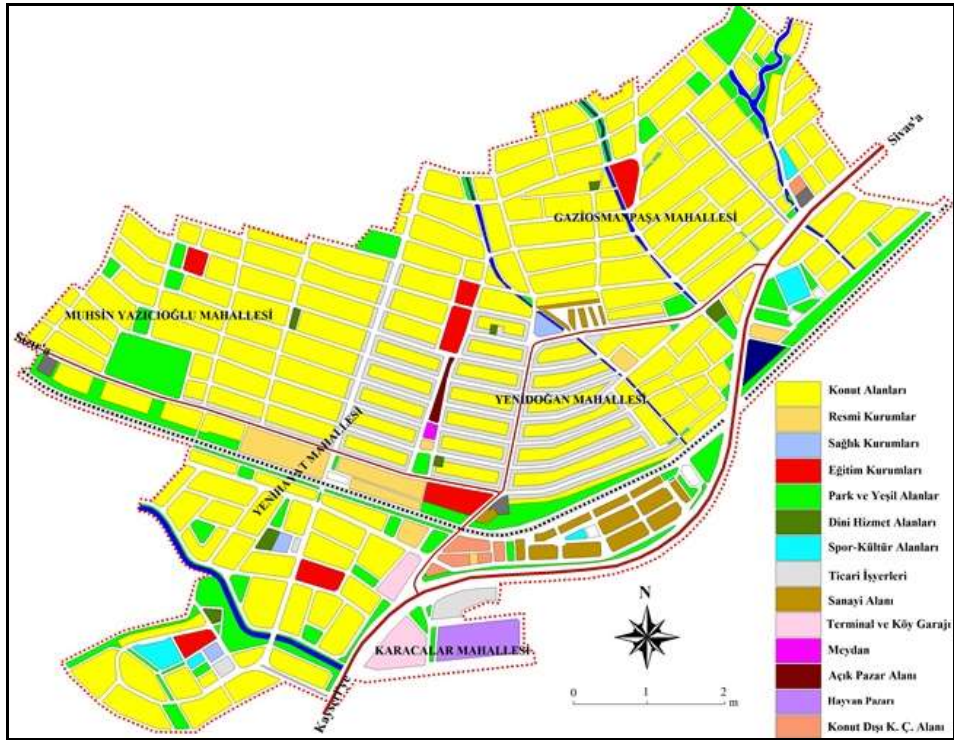 Sivas'a
GAZİOSMANPAŞA MAHALLESİ
MUHSİN YAZICIOĞLU MAHALLESİ
YENİDOĞAN MAHALLESİ
YENİHAYAT MAHALLESİ
KARACALAR MAHALLESİ
Kayseri'ye
N
0 1 2
m
Konut Alanları
Resmi Kurumlar
Sağlık Kurumları
Eğitim Kurumları
Park ve Yeşil Alanlar
Dini Hizmet Alanları
Spor-Kültür Alanları
Ticari İşyerleri
Sanayi Alanı
Terminal ve Köy Garajı
Meydan
Açık Pazar Alanı
Hayvan Pazarı
Konut Dışı K. Ç. Alanı